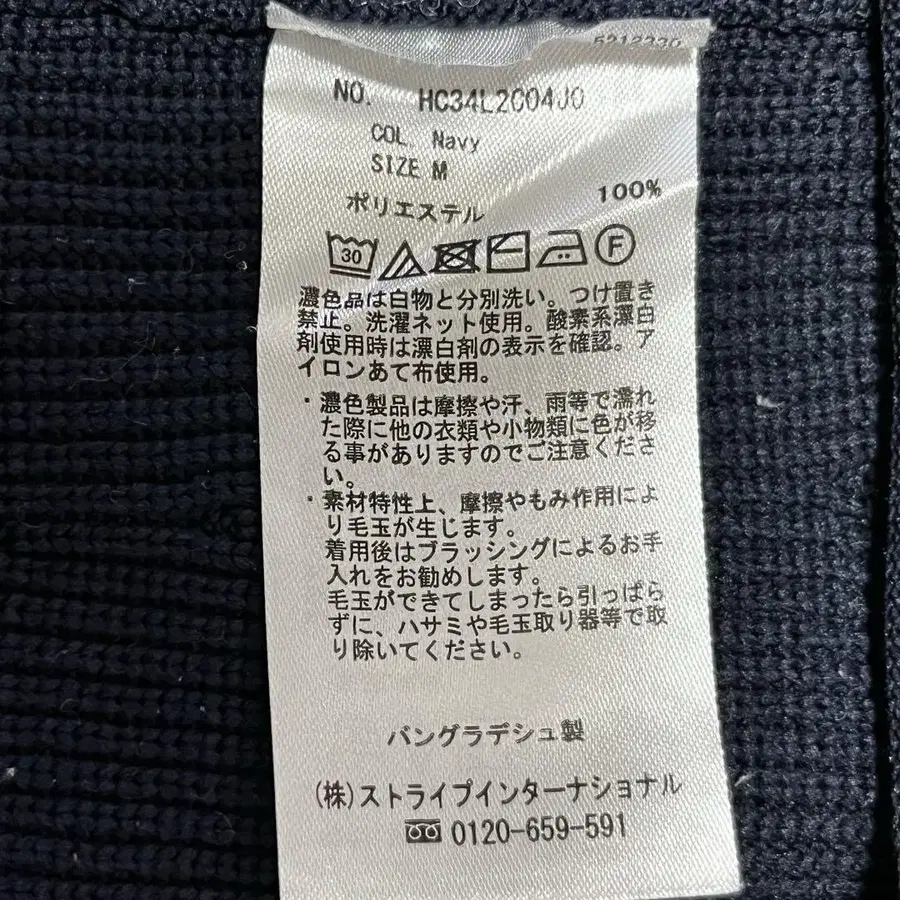 NO. HC34L2C04J0
COL. Navy
SIZE M
ポリエステル 100%
30 F
濃色品は白物と分別洗い。つけ置き
禁止。洗濯ネット使用。酸素系漂白
剤使用時は漂白剤の表示を確認。ア
イロンあて布使用。
・濃色製品は摩擦や汗、雨等で濡れ
た際に他の衣類や小物類に色が移
る事がありますのでご注意くださ
い。
・素材特性上、摩擦やもみ作用によ
り毛玉が生じます。
着用後はブラッシングによるお手
入れをお勧めします。
毛玉ができてしまったら引っぱら
ずに、ハサミや毛玉取り器等で取
り除いてください。
バングラデシュ製
(株)ストライプインターナショナル
0120-659-591